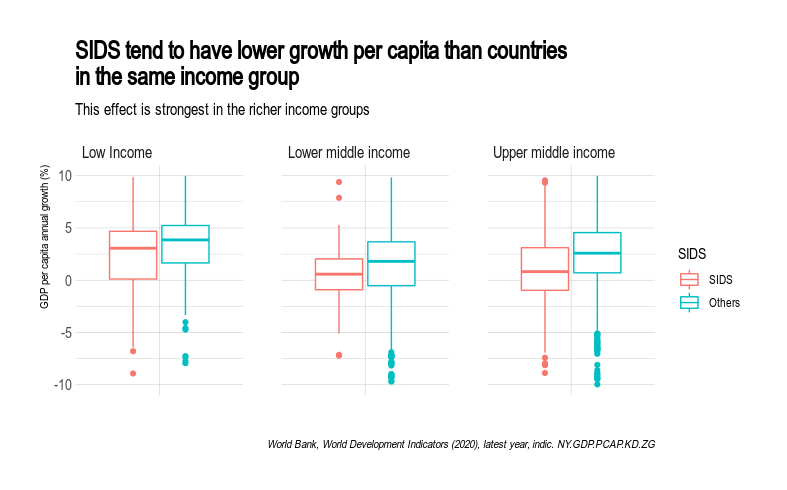 SIDS tend to have lower growth per capita than countries
in the same income group
This effect is strongest in the richer income groups
Low Income
Lower middle income
Upper middle income
GDP per capita annual growth (%)
10
5
0
-5
-10
SIDS
SIDS
Others
World Bank, World Development Indicators (2020), latest year, indic. NY.GDP.PCAP.KD.ZG